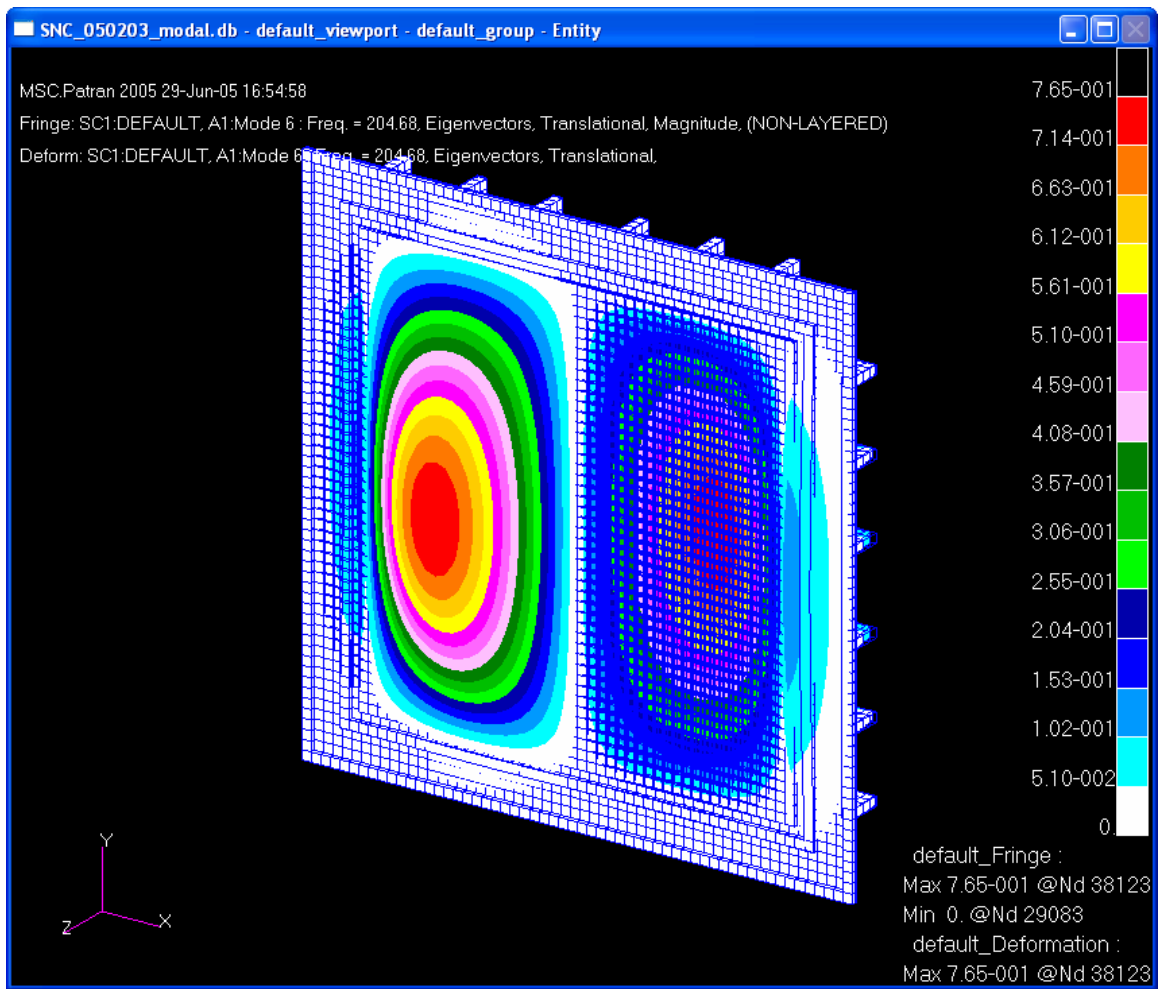 SNC_050203_modal.db - default_viewport - default_group - Entity
MSC.Patran 2005 29-Jun-05 16:54:58
Fringe: SC1:DEFAULT, A1:Mode 6 : Freq. = 204.68, Eigenvectors, Translational, Magnitude, (NON-LAYERED)
Deform: SC1:DEFAULT, A1:Mode 6 : Freq. = 204.68, Eigenvectors, Translational,
7.65-001
7.14-001
6.63-001
6.12-001
5.61-001
5.10-001
4.59-001
4.08-001
3.57-001
3.06-001
2.55-001
2.04-001
1.53-001
1.02-001
5.10-002
0.
default_Fringe :
Max 7.65-001 @Nd 38123
Min 0. @Nd 29083
default_Deformation :
Max 7.65-001 @Nd 38123
Y
Z
X